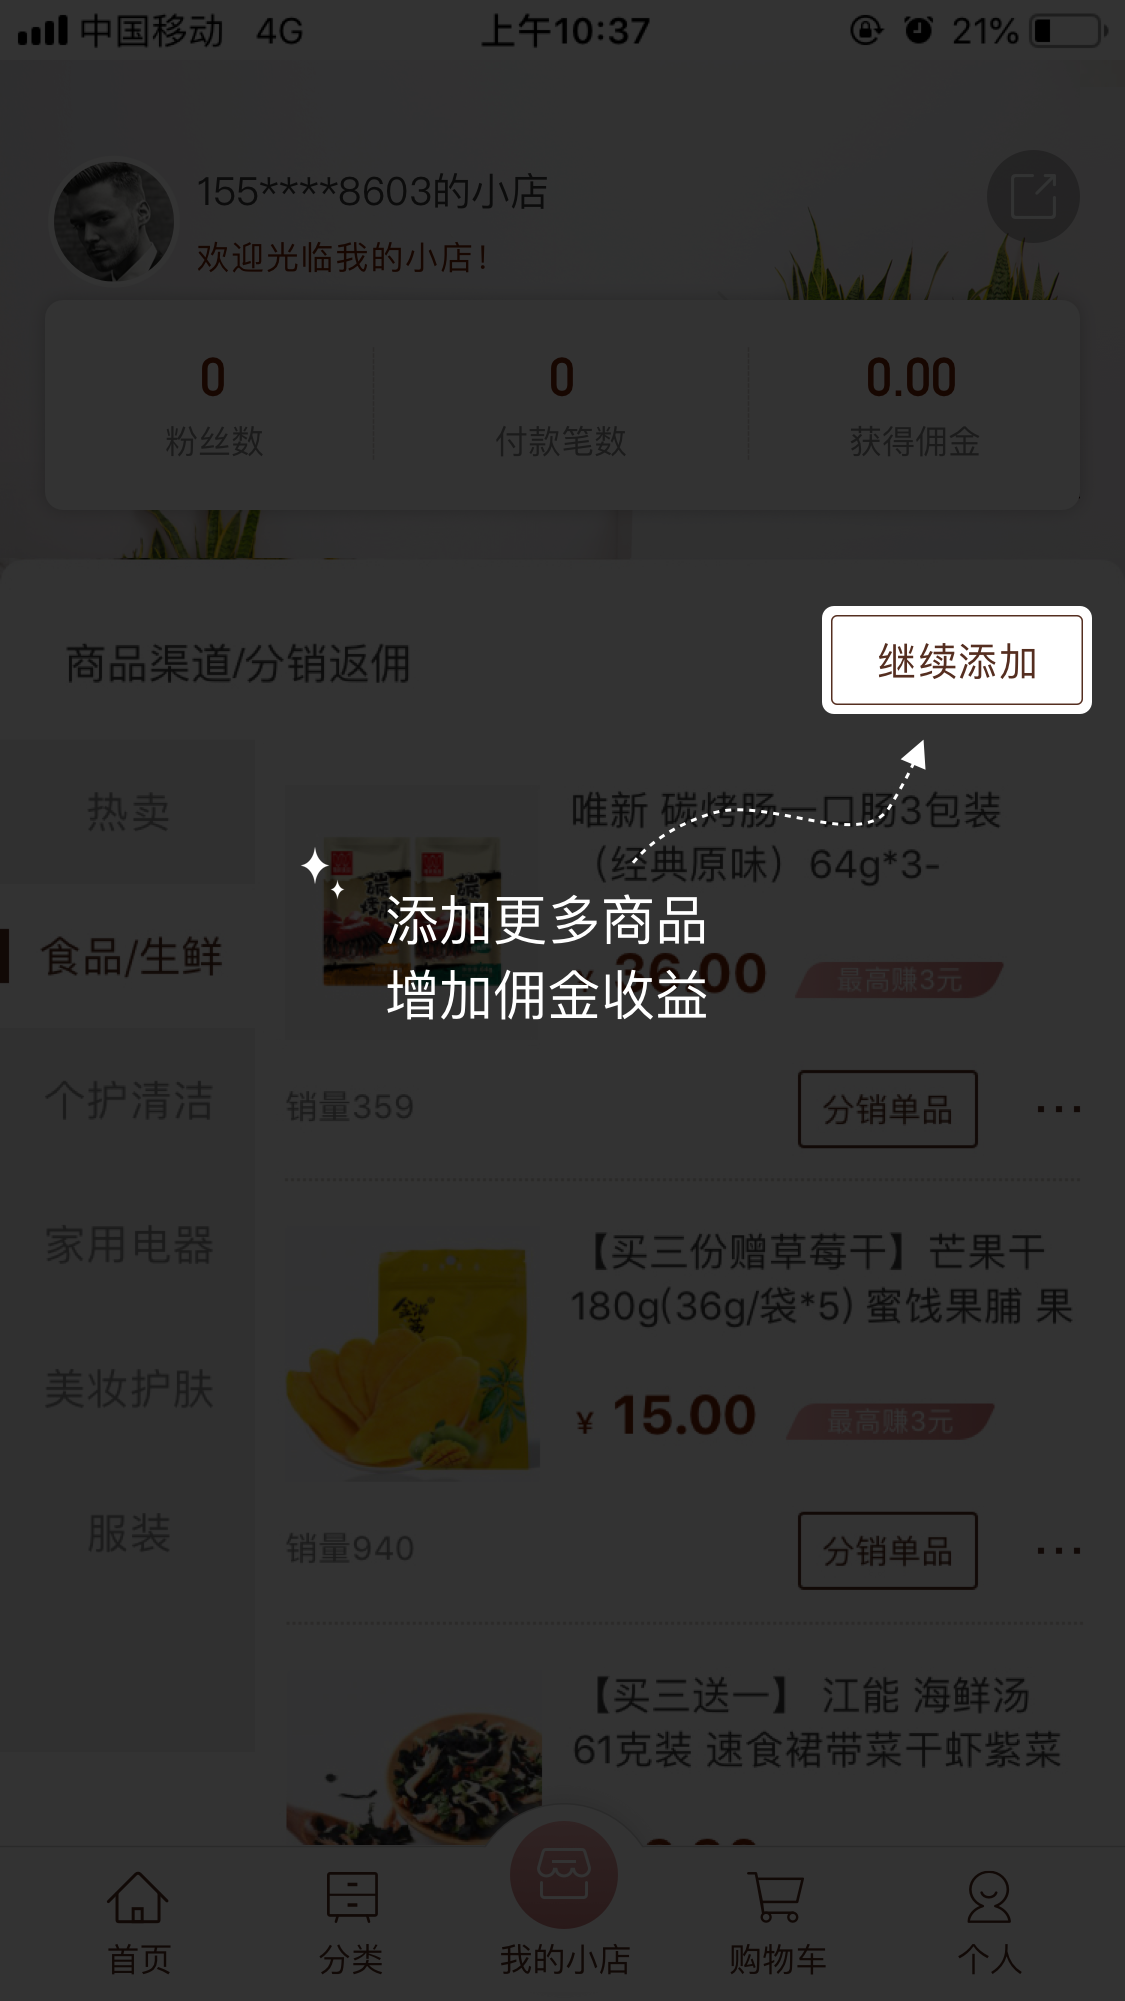 中国移动 4G 上午10:37 21%
155****8603的小店
欢迎光临我的小店!
0 0 0.00
粉丝数 付款笔数 获得佣金
商品渠道/分销返佣 继续添加
热卖
食品/生鲜
个护清洁
家用电器
美妆护肤
服装
唯新 碳烤肠一口肠3包装
（经典原味）64g*3-
添加更多商品
增加佣金收益
¥ 36.00 最高赚3元
销量359 分销单品 ...
【买三份赠草莓干】芒果干
180g(36g/袋*5) 蜜饯果脯 果
¥ 15.00 最高赚3元
销量940 分销单品 ...
【买三送一】 江能 海鲜汤
61克装 速食裙带菜干虾紫菜
首页 分类 我的小店 购物车 个人